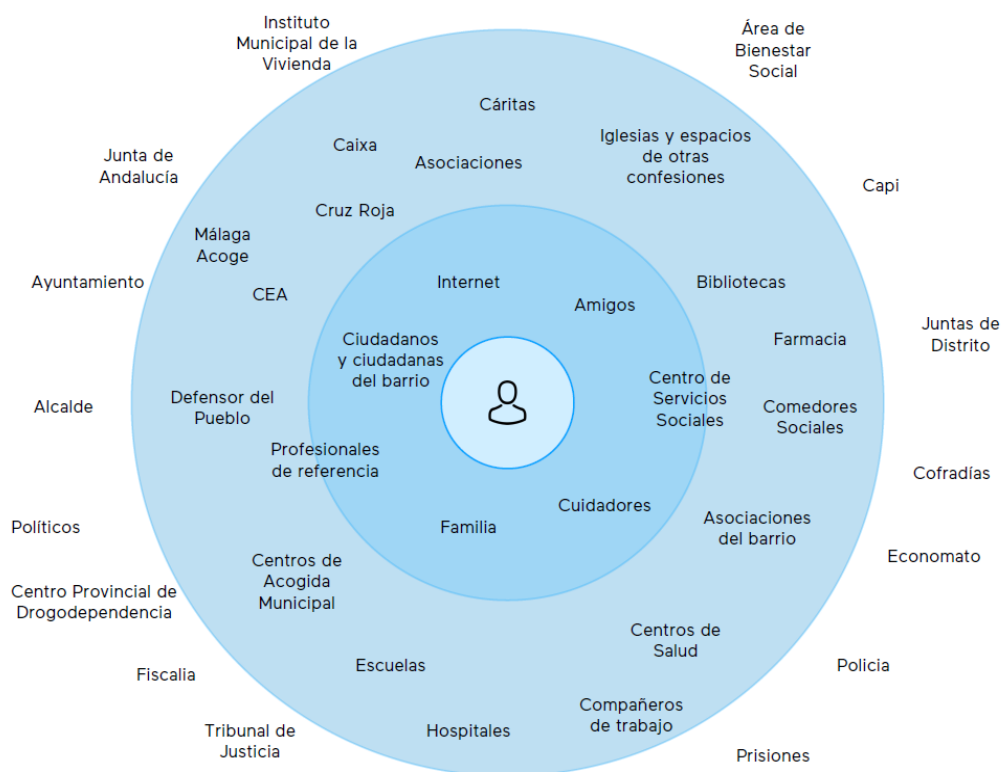 Instituto
Municipal de la
Vivienda
Área de
Bienestar
Social
Cáritas
Caixa
Asociaciones
Iglesias y espacios
de otras
confesiones
Junta de
Andalucía
Capi
Cruz Roja
Málaga
Acoge
Ayuntamiento
CEA
Internet
Amigos
Bibliotecas
Ciudadanos
y ciudadanas
del barrio
Farmacia
Juntas de
Distrito
Alcalde
Defensor del
Pueblo
Centro de
Servicios
Sociales
Comedores
Sociales
Profesionales
de referencia
Cofradías
Políticos
Familia
Cuidadores
Asociaciones
del barrio
Economato
Centros de
Acogida
Municipal
Centro Provincial de
Drogodependencia
Centros de
Salud
Fiscalia
Escuelas
Policia
Tribunal de
Justicia
Hospitales
Compañeros
de trabajo
Prisiones